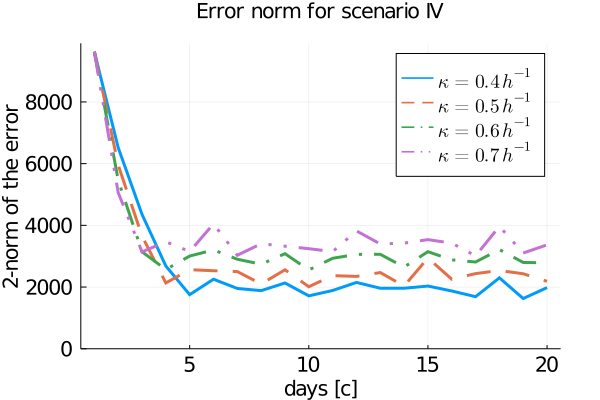 Error norm for scenario IV
2-norm of the error
8000
6000
4000
2000
0
κ = 0.4 h⁻¹
κ = 0.5 h⁻¹
κ = 0.6 h⁻¹
κ = 0.7 h⁻¹
5 10 15 20
days [c]